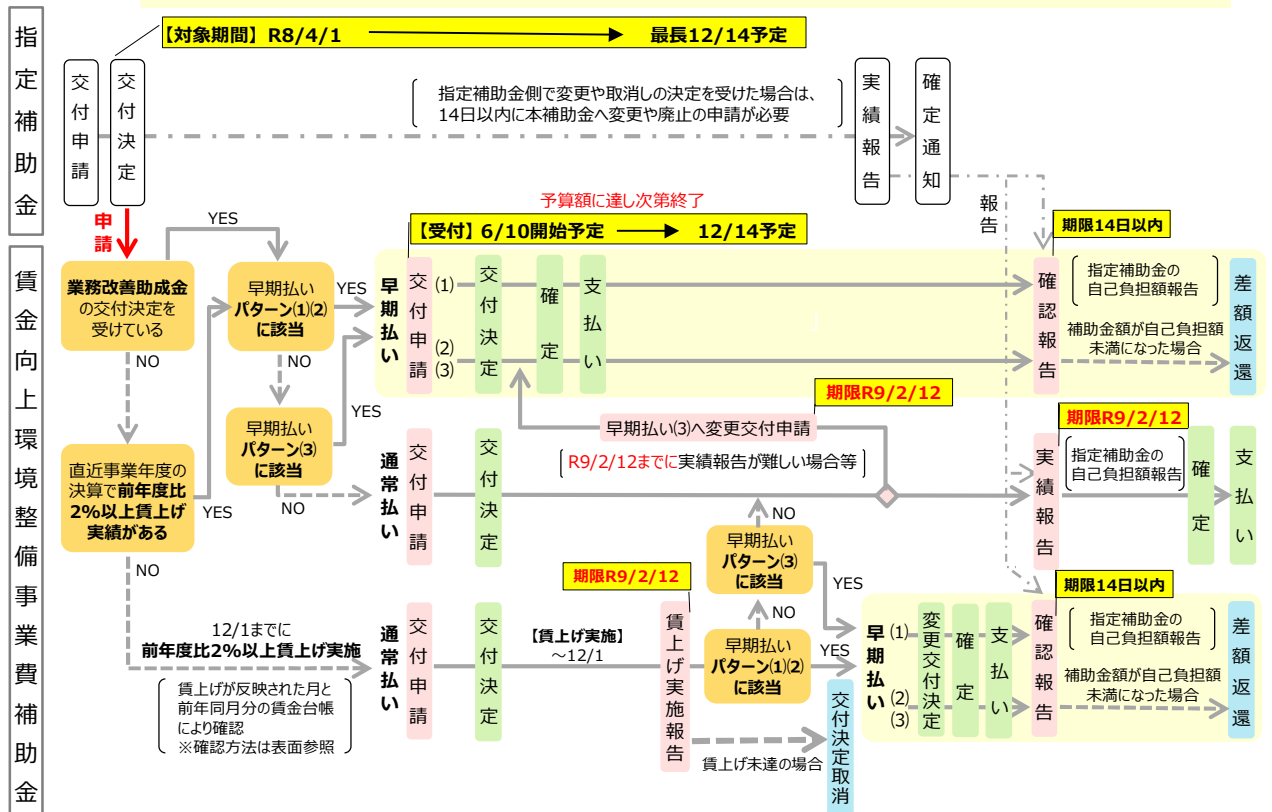 指定補助金
【対象期間】R8/4/1
最長12/14予定
交付申請
交付決定
指定補助金側で変更や取消しの決定を受けた場合は、
14日以内に本補助金へ変更や廃止の申請が必要
実績報告
確定通知
報告
申請
賃金向上環境整備事業費補助金
YES
予算額に達し次第終了
【受付】6/10開始予定
12/14予定
業務改善助成金
の交付決定を
受けている
NO
早期払い
パターン⑴⑵
に該当
YES
NO
早期払い
パターン⑶
に該当
YES
NO
直近事業年度の
決算で前年度比
2%以上賃上げ
実績がある
YES
NO
早期払い
交付申請
(1)
(2)
(3)
交付決定
確定
支払い
期限14日以内
確認報告
指定補助金の
自己負担額報告
補助金額が自己負担額
未満になった場合
差額返還
期限R9/2/12
早期払い⑶へ変更交付申請
R9/2/12までに実績報告が難しい場合等
通常払い
交付申請
交付決定
期限R9/2/12
実績報告
指定補助金の
自己負担額報告
確定
支払い
12/1までに
前年度比2%以上賃上げ実施
賃上げが反映された月と
前年同月分の賃金台帳
により確認
※確認方法は表面参照
通常払い
交付申請
交付決定
【賃上げ実施】
～12/1
期限R9/2/12
賃上げ実施報告
NO
早期払い
パターン⑶
に該当
YES
NO
早期払い
パターン⑴⑵
に該当
YES
賃上げ未達の場合
交付決定取消
早期払い
(1)
(2)
(3)
変更交付決定
確定
支払い
期限14日以内
確認報告
指定補助金の
自己負担額報告
補助金額が自己負担額
未満になった場合
差額返還